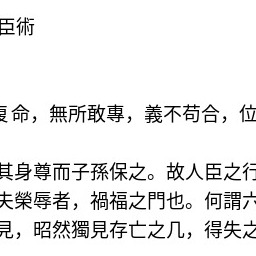 臣術
命，無所敢專，義不苟合，位
其身尊而子孫保之。故人臣之行
夫榮辱者，禍福之門也。何謂六
見，昭然獨見存亡之几，得失之